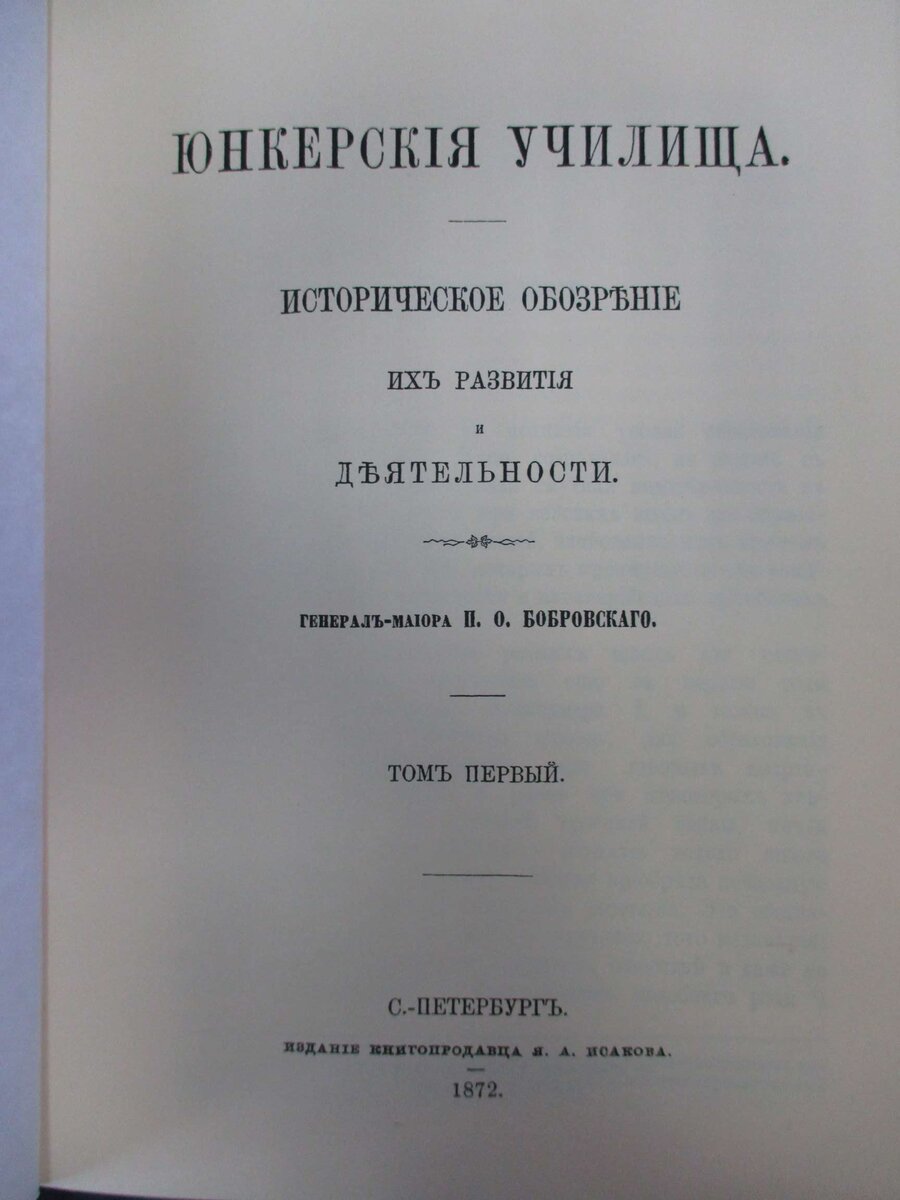 ЮНКЕРСКІЯ УЧИЛИЩА.
ИСТОРИЧЕСКОЕ ОБОЗРѢНІЕ
ИХЪ РАЗВИТІЯ
И
ДѢЯТЕЛЬНОСТИ.
ГЕНЕРАЛЪ-МАІОРА П. О. БОБРОВСКАГО.
ТОМЪ ПЕРВЫЙ.
С.-ПЕТЕРБУРГЪ.
ИЗДАНІЕ КНИГОПРОДАВЦА Я. А. ИСАКОВА.
1872.